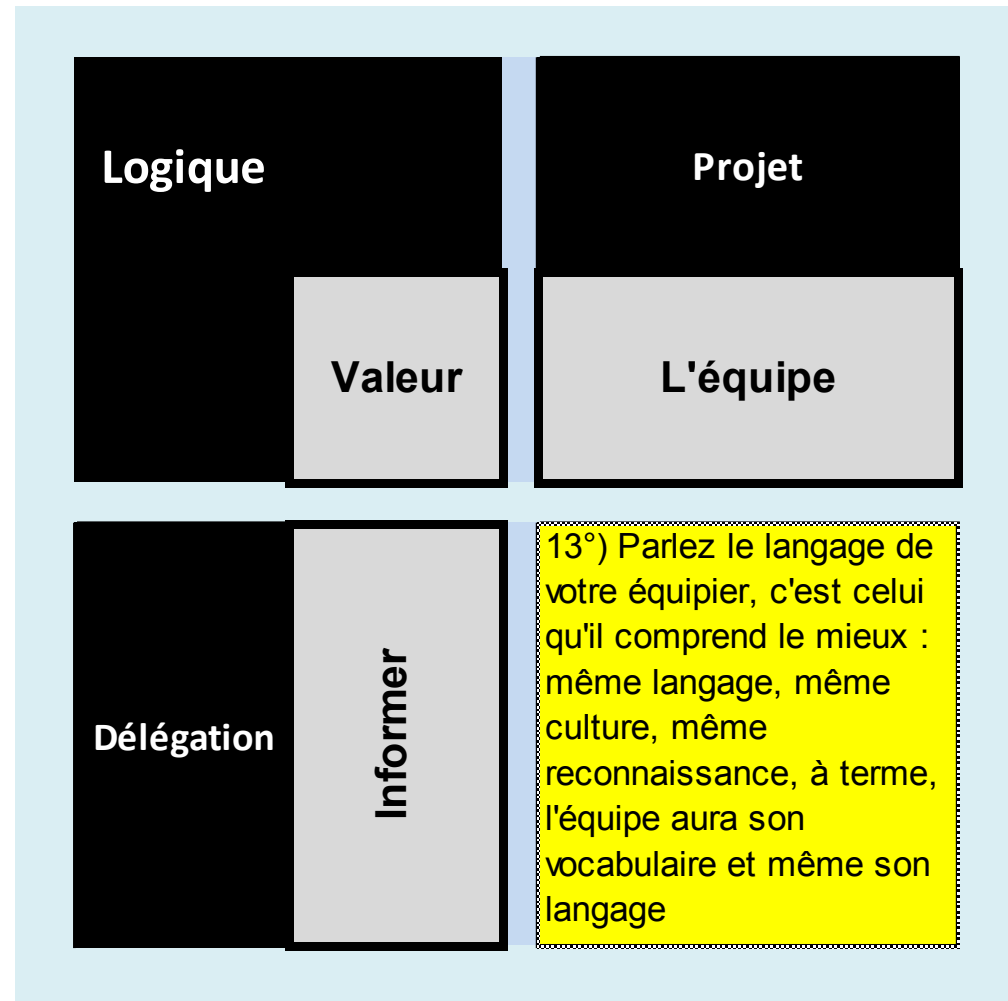 Logique
Projet
Valeur
L'équipe
Délégation
Informer
13°) Parlez le langage de
votre équipier, c'est celui
qu'il comprend le mieux :
même langage, même
culture, même
reconnaissance, à terme,
l'équipe aura son
vocabulaire et même son
langage